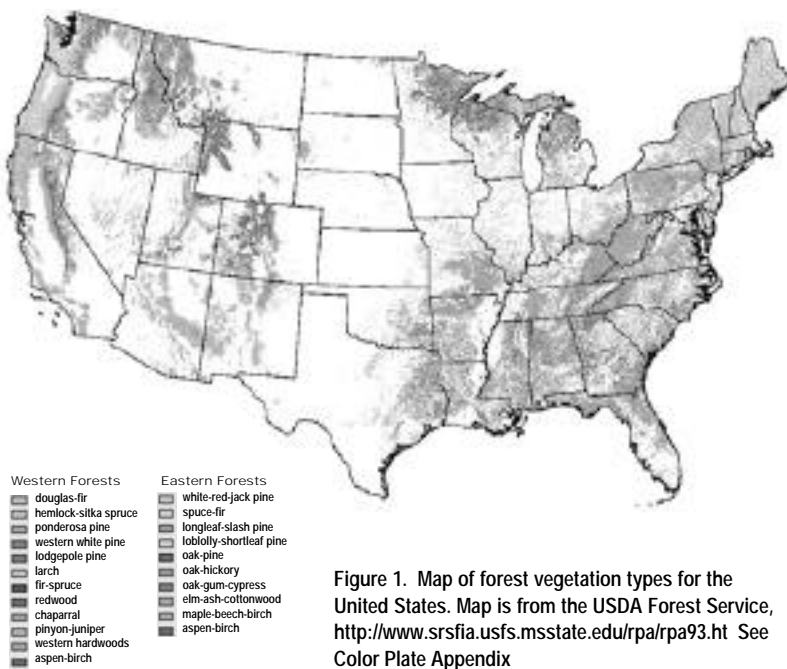 Western Forests
douglas-fir
hemlock-sitka spruce
ponderosa pine
western white pine
lodgepole pine
larch
fir-spruce
redwood
chaparral
pinyon-juniper
western hardwoods
aspen-birch
Eastern Forests
white-red-jack pine
spuce-fir
longleaf-slash pine
loblolly-shortleaf pine
oak-pine
oak-hickory
oak-gum-cypress
elm-ash-cottonwood
maple-beech-birch
aspen-birch
Figure 1. Map of forest vegetation types for the
United States. Map is from the USDA Forest Service,
http://www.srsfia.usfs.msstate.edu/rpa/rpa93.ht See
Color Plate Appendix